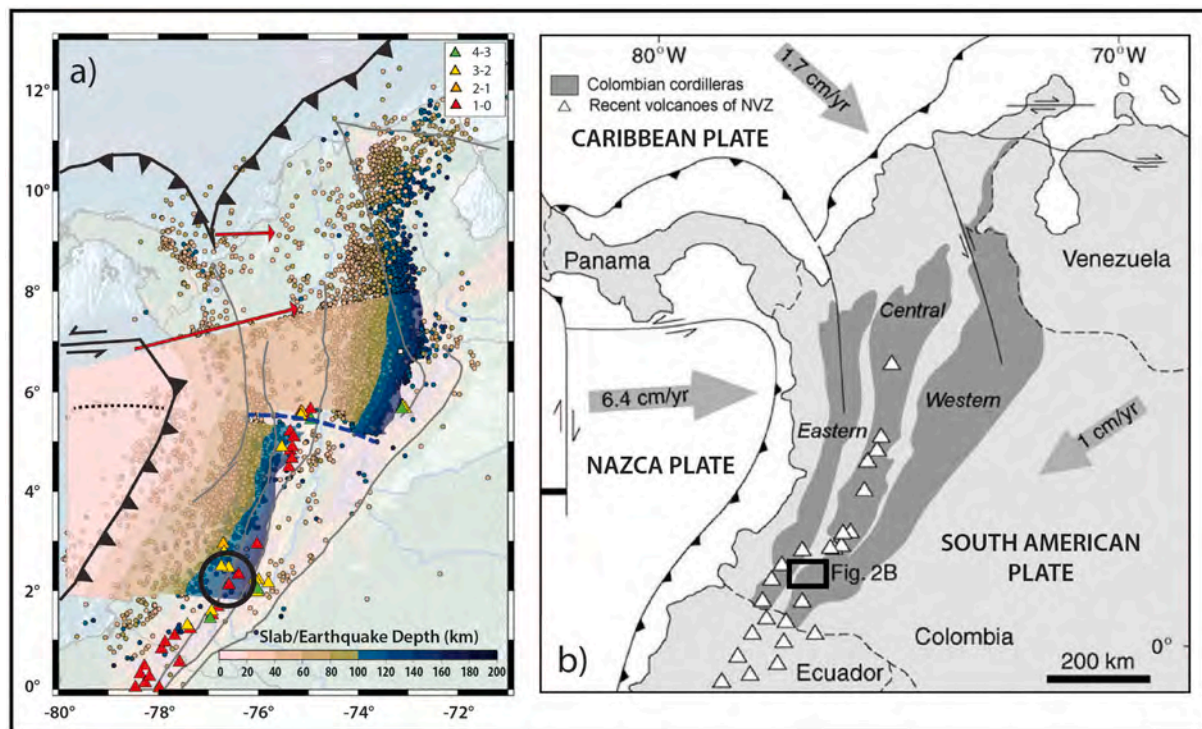 a)
4-3
3-2
2-1
1-0
12°
10°
8°
6°
4°
2°
0°
Slab/Earthquake Depth (km)
0 20 40 60 80 100 120 140 160 180 200
-80° -78° -76° -74° -72°
80°W 70°W
Colombian cordilleras
Recent volcanoes of NVZ
1.7 cm/yr
CARIBBEAN PLATE
Panama
Venezuela
Central
6.4 cm/yr
Western
Eastern
1 cm/yr
NAZCA PLATE
SOUTH AMERICAN
PLATE
Fig. 2B
Colombia
0°
b)
Ecuador
200 km